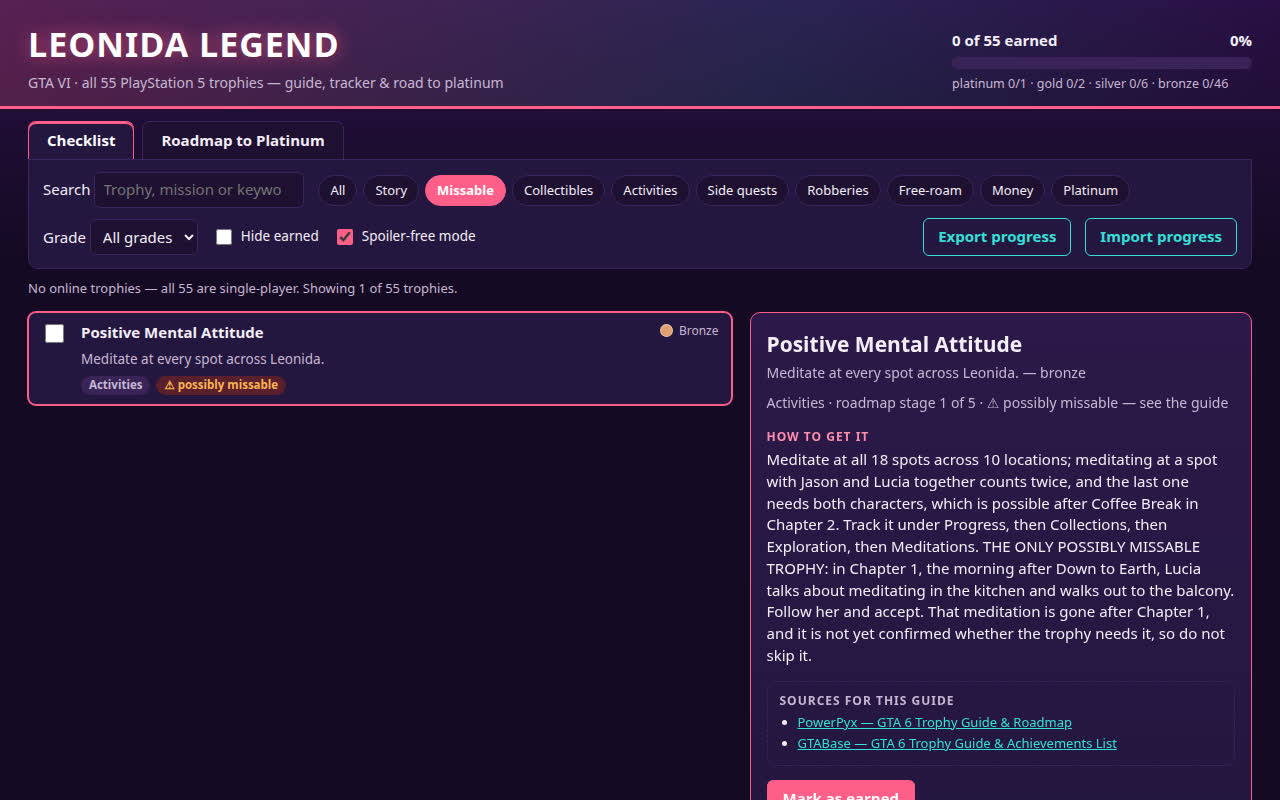 LEONIDA LEGEND
GTA VI · all 55 PlayStation 5 trophies — guide, tracker & road to platinum
0 of 55 earned 0%
platinum 0/1 · gold 0/2 · silver 0/6 · bronze 0/46
Checklist Roadmap to Platinum
Search Trophy, mission or keywo All Story Missable Collectibles Activities Side quests Robberies Free-roam Money Platinum
Grade All grades Hide earned Spoiler-free mode Export progress Import progress
No online trophies — all 55 are single-player. Showing 1 of 55 trophies.
Positive Mental Attitude Bronze
Meditate at every spot across Leonida.
Activities ⚠ possibly missable
Positive Mental Attitude
Meditate at every spot across Leonida. — bronze
Activities · roadmap stage 1 of 5 · ⚠ possibly missable — see the guide
HOW TO GET IT
Meditate at all 18 spots across 10 locations; meditating at a spot
with Jason and Lucia together counts twice, and the last one
needs both characters, which is possible after Coffee Break in
Chapter 2. Track it under Progress, then Collections, then
Exploration, then Meditations. THE ONLY POSSIBLY MISSABLE
TROPHY: in Chapter 1, the morning after Down to Earth, Lucia
talks about meditating in the kitchen and walks out to the balcony.
Follow her and accept. That meditation is gone after Chapter 1,
and it is not yet confirmed whether the trophy needs it, so do not
skip it.
SOURCES FOR THIS GUIDE
PowerPyx — GTA 6 Trophy Guide & Roadmap
GTABase — GTA 6 Trophy Guide & Achievements List
Mark as earned